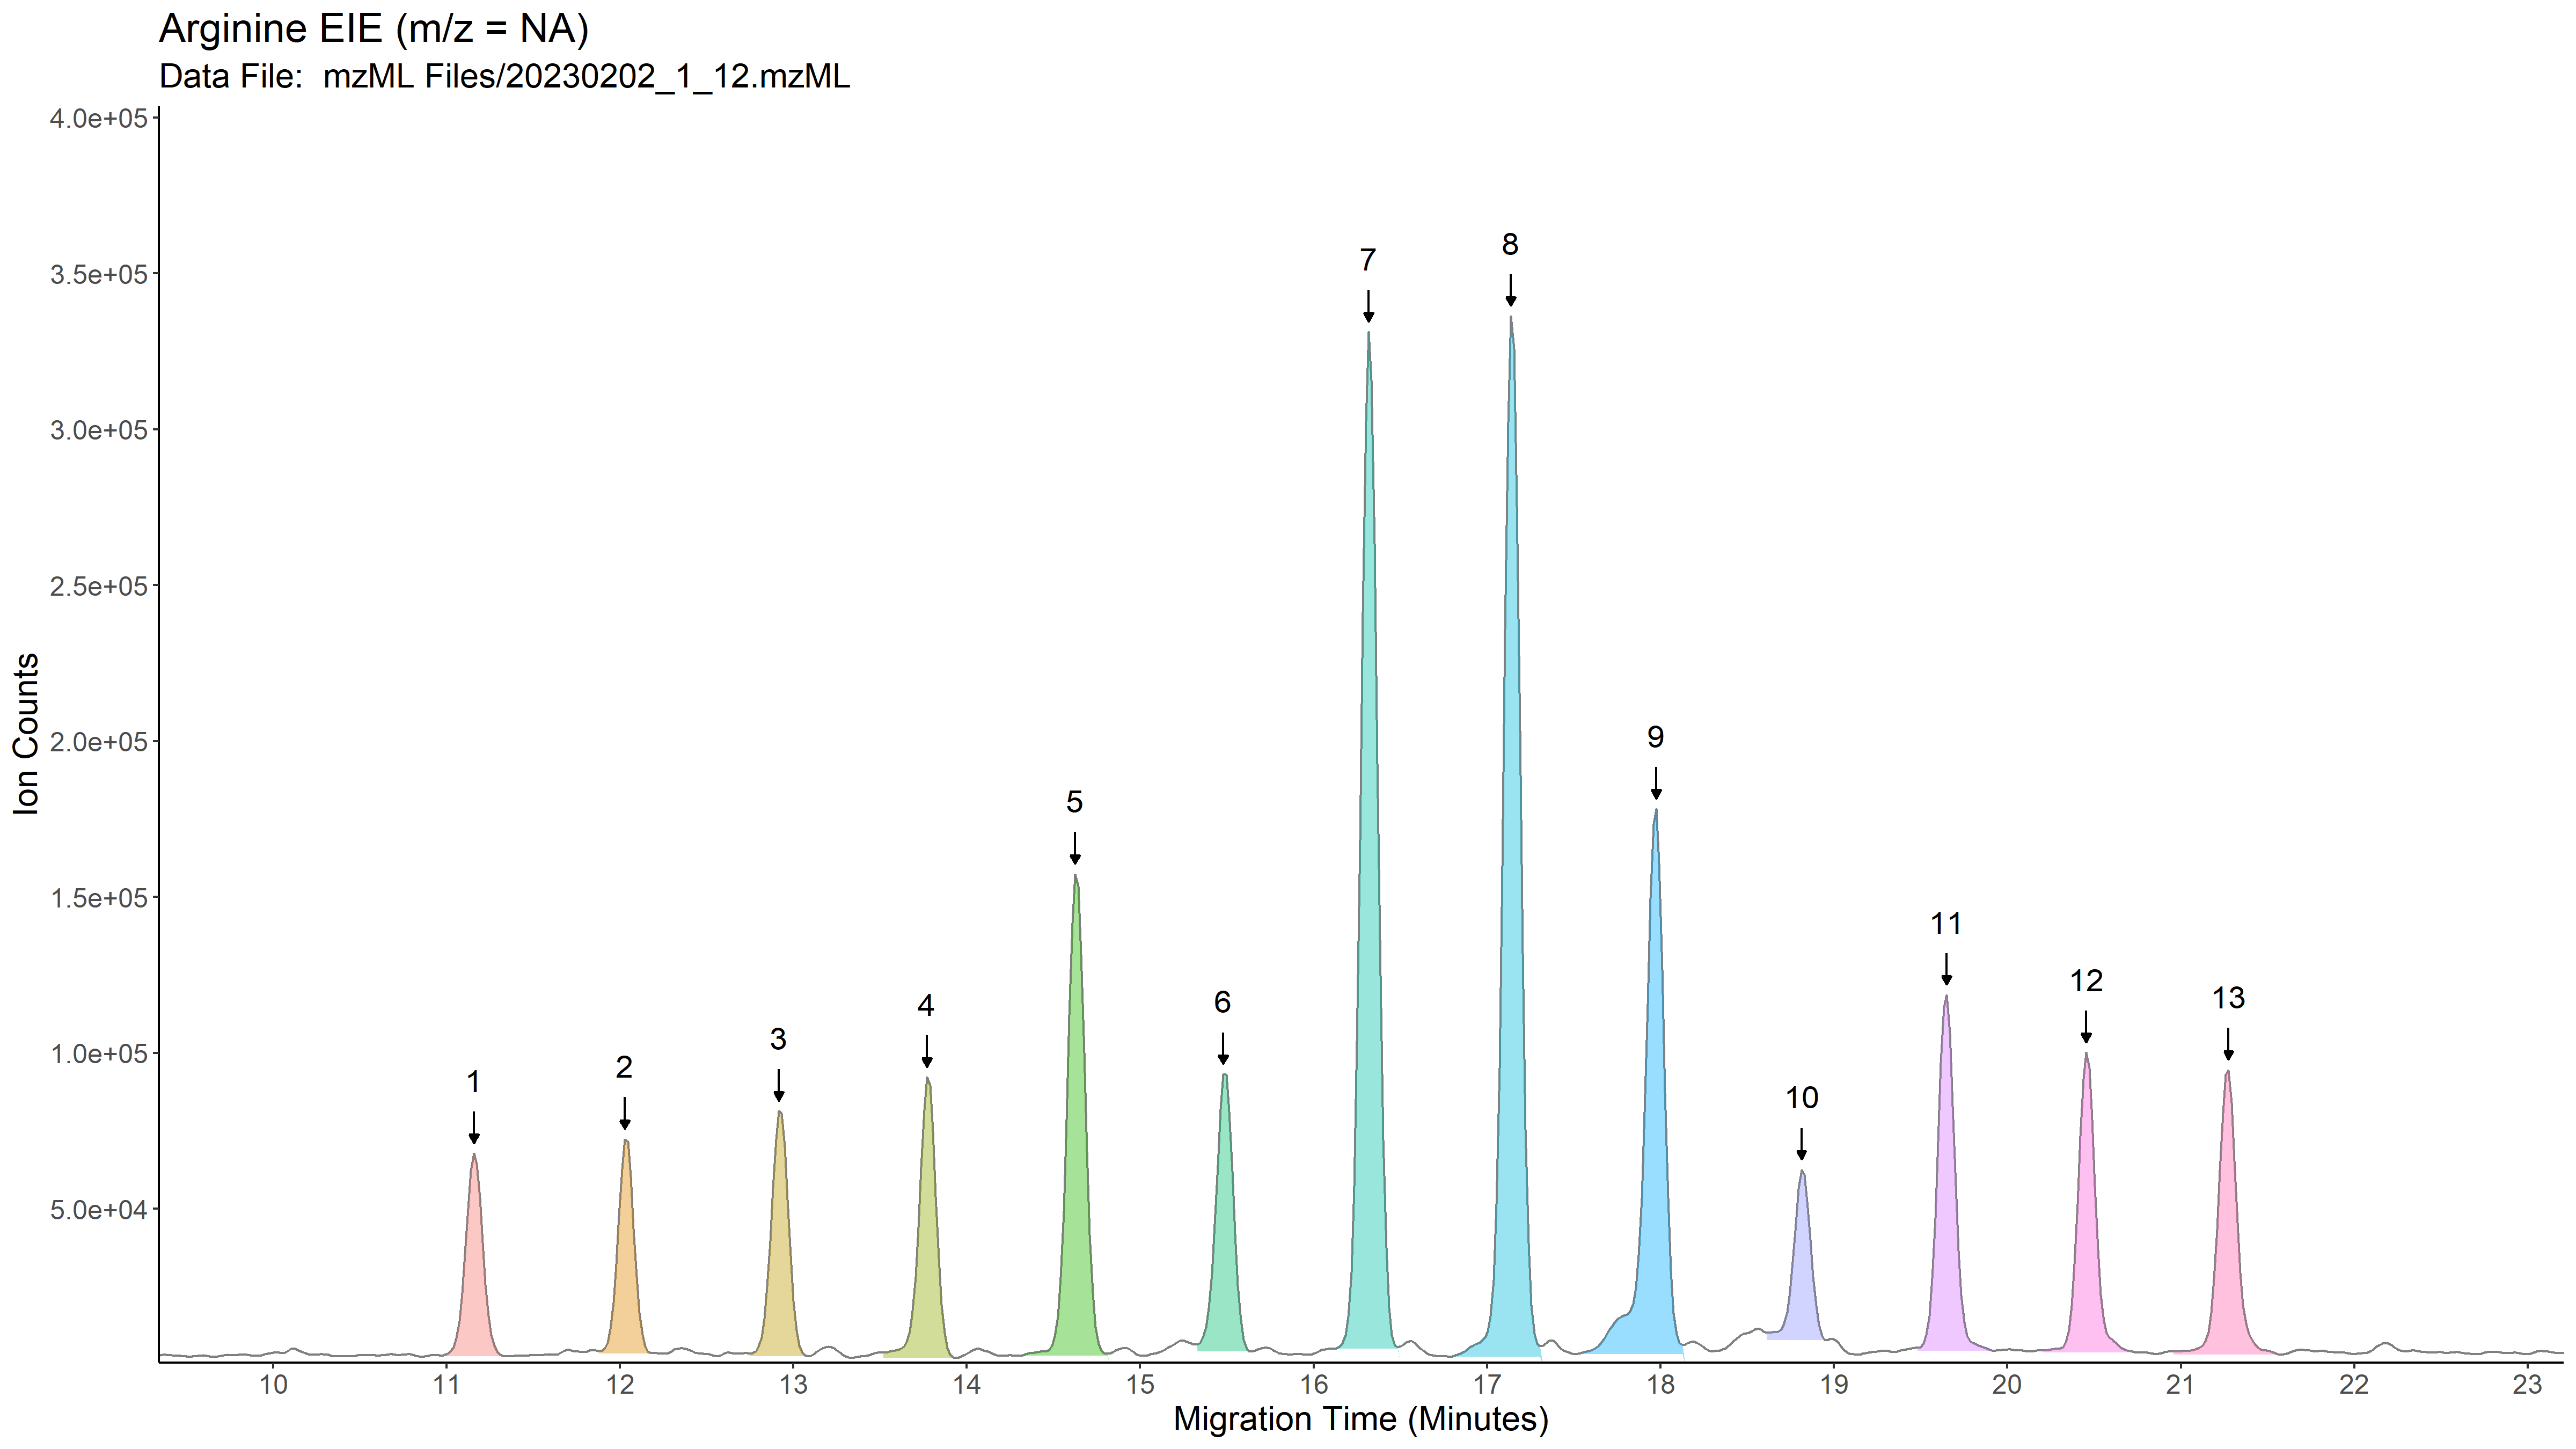 Arginine EIE (m/z = NA)
Data File:  mzML Files/20230202_1_12.mzML
4.0e+05
3.5e+05
3.0e+05
2.5e+05
2.0e+05
1.5e+05
1.0e+05
5.0e+04
Ion Counts
1
2
3
4
5
6
7
8
9
10
11
12
13
10 11 12 13 14 15 16 17 18 19 20 21 22 23
Migration Time (Minutes)